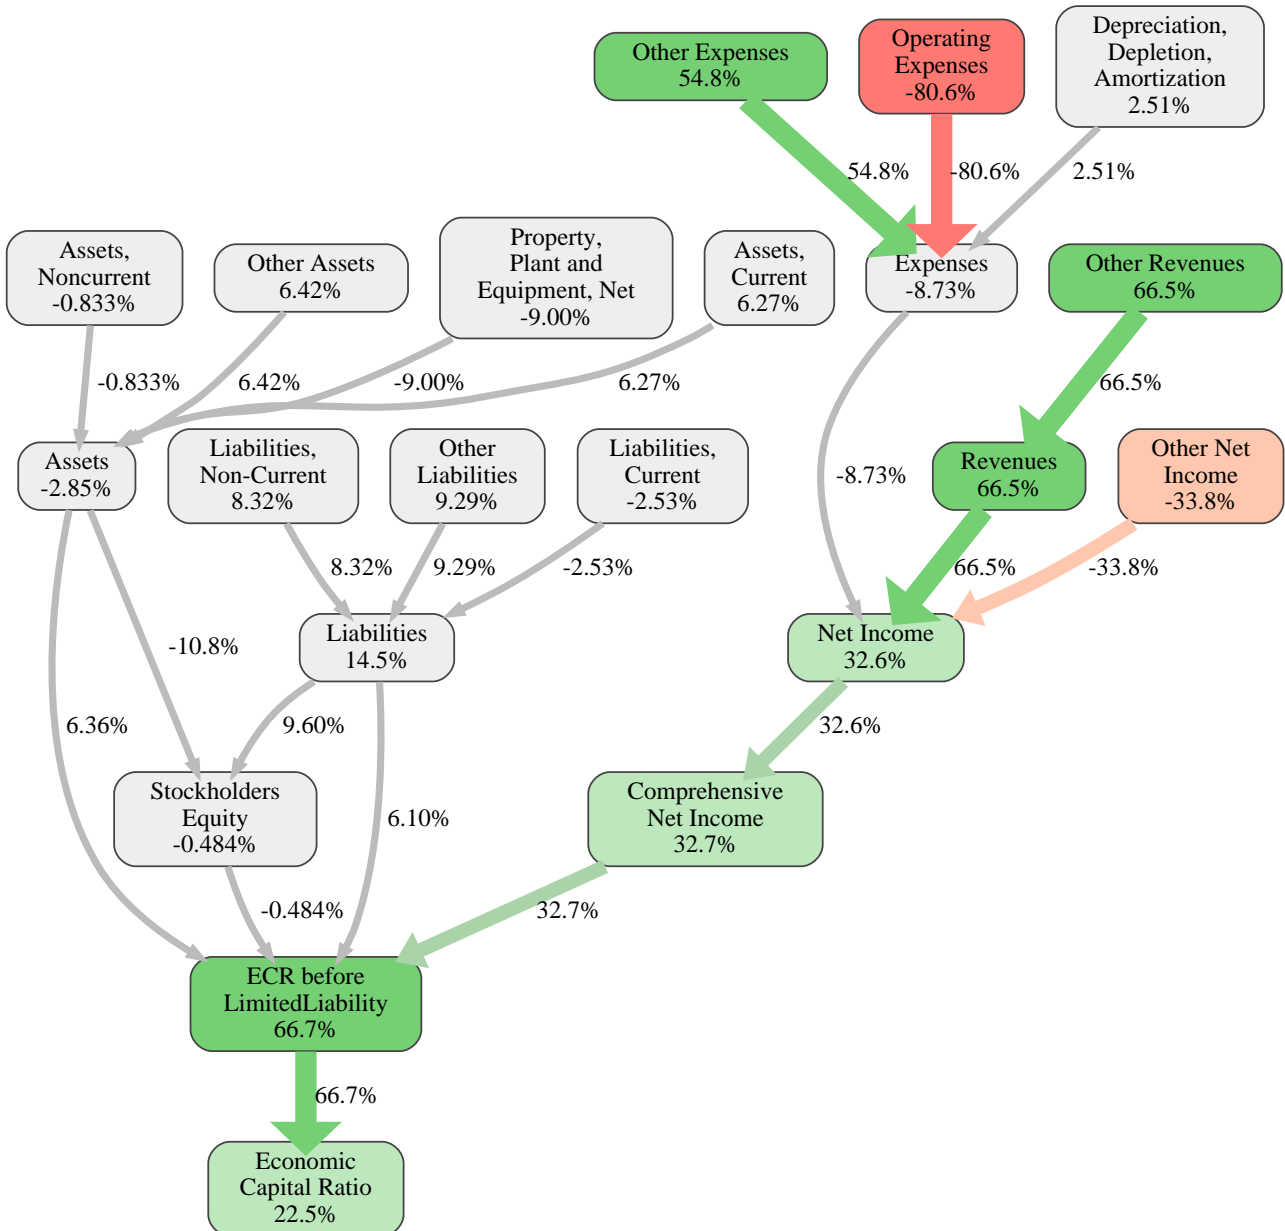 Other Expenses
54.8%
Operating
Expenses
-80.6%
Depreciation,
Depletion,
Amortization
2.51%
54.8%
-80.6%
2.51%
Assets,
Noncurrent
-0.833%
Other Assets
6.42%
Property,
Plant and
Equipment, Net
-9.00%
Assets,
Current
6.27%
Expenses
-8.73%
Other Revenues
66.5%
-0.833%
6.42%
-9.00%
6.27%
66.5%
Assets
-2.85%
Liabilities,
Non-Current
8.32%
Other
Liabilities
9.29%
Liabilities,
Current
-2.53%
-8.73%
Revenues
66.5%
Other Net
Income
-33.8%
8.32%
9.29%
-2.53%
66.5%
-33.8%
-10.8%
Liabilities
14.5%
Net Income
32.6%
6.36%
9.60%
32.6%
Stockholders
Equity
-0.484%
6.10%
Comprehensive
Net Income
32.7%
-0.484%
32.7%
ECR before
LimitedLiability
66.7%
66.7%
Economic
Capital Ratio
22.5%